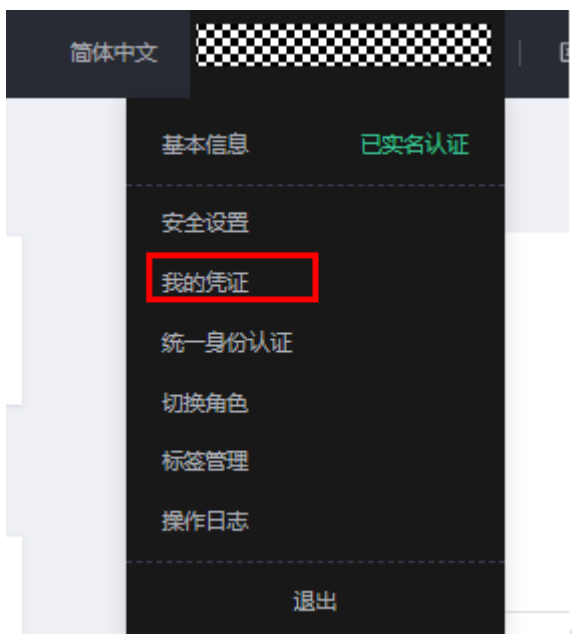 简体中文
基本信息 已实名认证
安全设置
我的凭证
统一身份认证
切换角色
标签管理
操作日志
退出